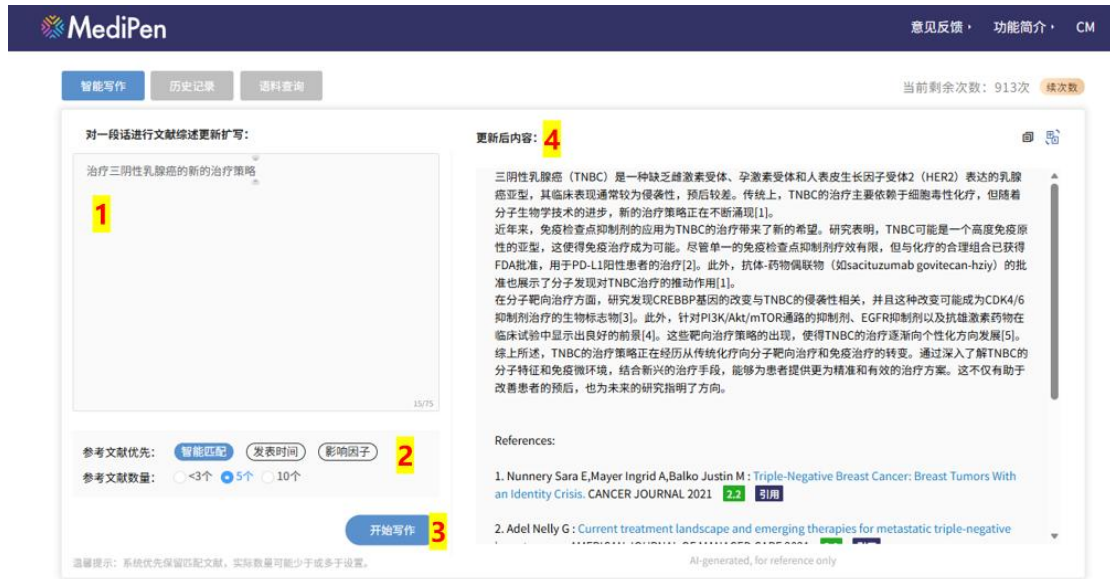 MediPen
意见反馈
功能简介
CM
智能写作
历史记录
语料查询
当前剩余次数：913次
续次数
对一段话进行文献综述更新扩写：
治疗三阴性乳腺癌的新的治疗策略
1
15/75
参考文献优先：
智能匹配
发表时间
影响因子
2
参考文献数量：
<3个
5个
10个
开始写作
3
温馨提示：系统优先保留匹配文献，实际数量可能少于或多于设置。
更新后内容：
4
三阴性乳腺癌（TNBC）是一种缺乏雌激素受体、孕激素受体和人表皮生长因子受体2（HER2）表达的乳腺
癌亚型，其临床表现通常较为侵袭性，预后较差。传统上，TNBC的治疗主要依赖于细胞毒性化疗，但随着
分子生物学技术的进步，新的治疗策略正在不断涌现[1]。
近年来，免疫检查点抑制剂的应用为TNBC的治疗带来了新的希望。研究表明，TNBC可能是一个高度免疫原
性的亚型，这使得免疫治疗成为可能。尽管单一的免疫检查点抑制剂疗效有限，但与化疗的合理组合已获得
FDA批准，用于PD-L1阳性患者的治疗[2]。此外，抗体-药物偶联物（如sacituzumab govitecan-hziy）的批
准也展示了分子发现对TNBC治疗的推动作用[1]。
在分子靶向治疗方面，研究发现CREBBP基因的改变与TNBC的侵袭性相关，并且这种改变可能成为CDK4/6
抑制剂治疗的生物标志物[3]。此外，针对PI3K/Akt/mTOR通路的抑制剂、EGFR抑制剂以及抗雄激素药物在
临床试验中显示出良好的前景[4]。这些靶向治疗策略的出现，使得TNBC的治疗逐渐向个性化方向发展[5]。
综上所述，TNBC的治疗策略正在经历从传统化疗向分子靶向治疗和免疫治疗的转变。通过深入了解TNBC的
分子特征和免疫微环境，结合新兴的治疗手段，能够为患者提供更为精准和有效的治疗方案。这不仅有助于
改善患者的预后，也为未来的研究指明了方向。
References:
1. Nunnery Sara E,Mayer Ingrid A,Balko Justin M : Triple-Negative Breast Cancer: Breast Tumors With
an Identity Crisis. CANCER JOURNAL 2021 2.2 引用
2. Adel Nelly G : Current treatment landscape and emerging therapies for metastatic triple-negative
AI-generated, for reference only